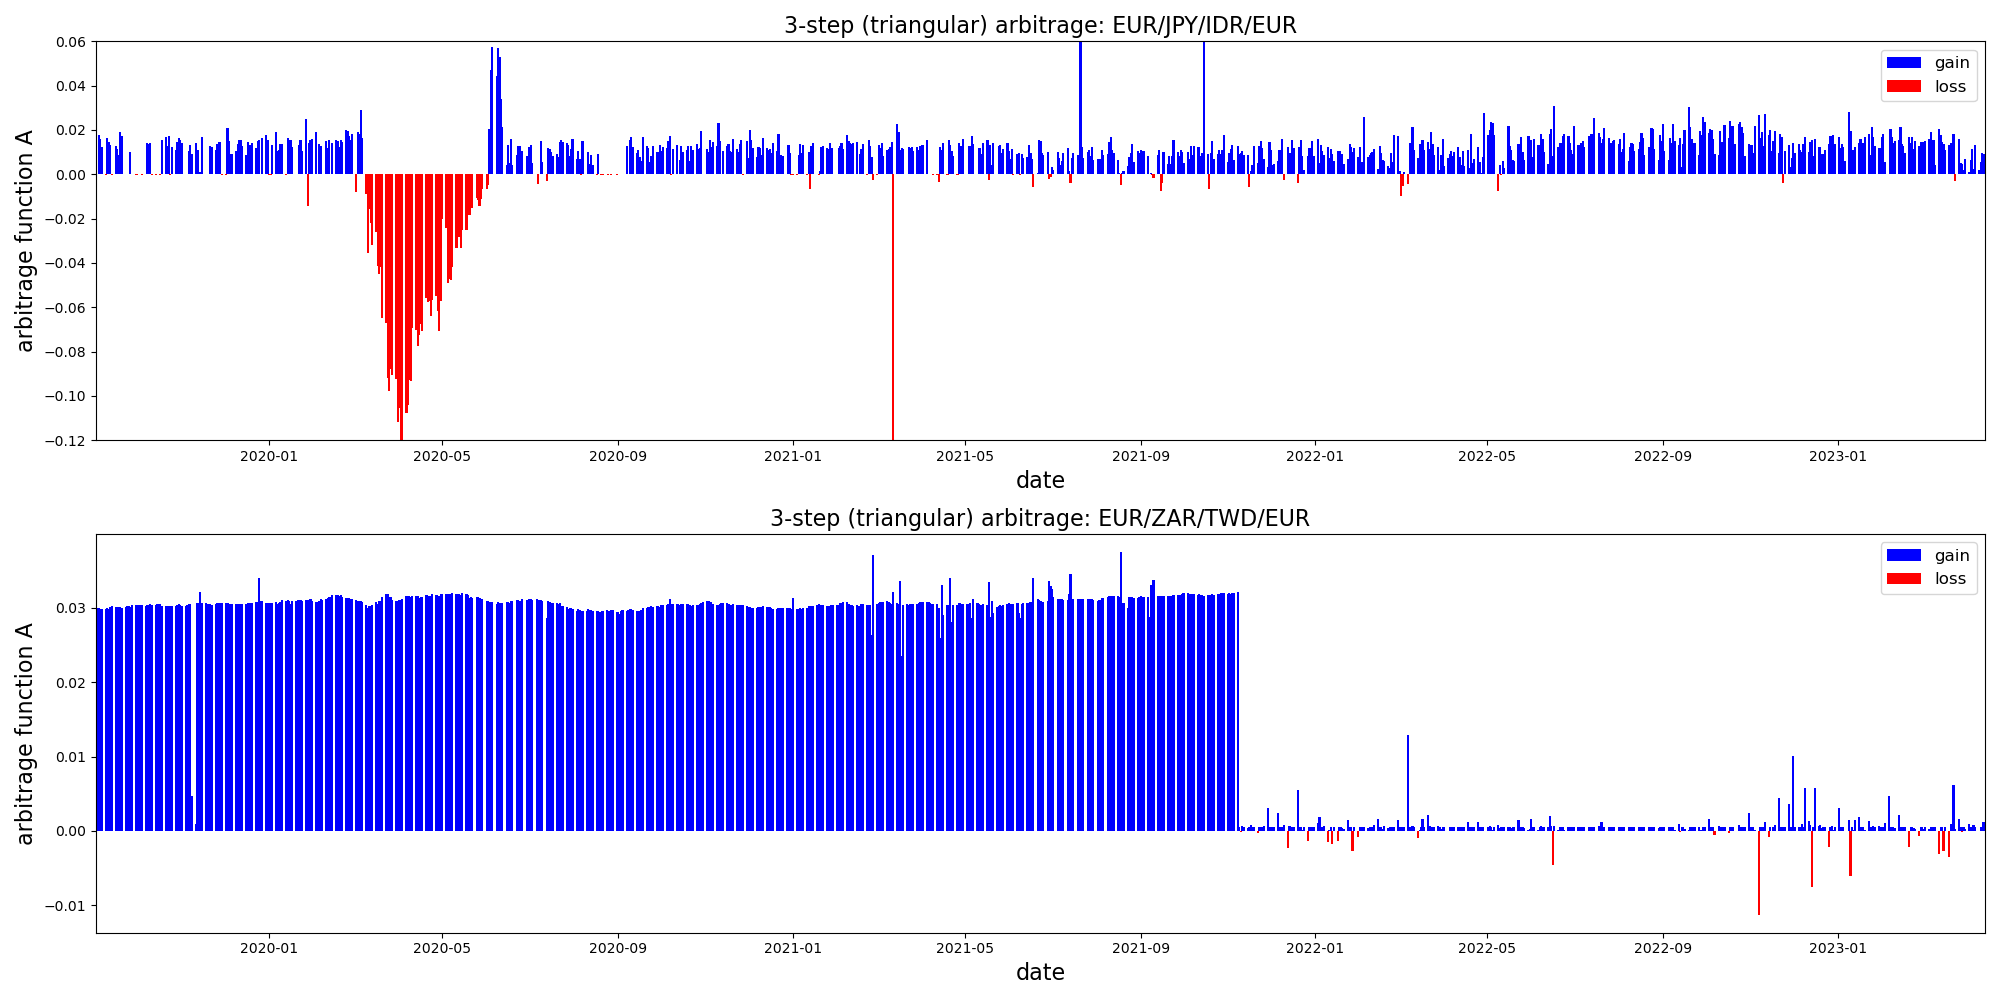 3-step (triangular) arbitrage: EUR/JPY/IDR/EUR
arbitrage function A
0.06
0.04
0.02
0.00
−0.02
−0.04
−0.06
−0.08
−0.10
−0.12
gain
loss
2020-01 2020-05 2020-09 2021-01 2021-05 2021-09 2022-01 2022-05 2022-09 2023-01
date
3-step (triangular) arbitrage: EUR/ZAR/TWD/EUR
arbitrage function A
0.03
0.02
0.01
0.00
−0.01
gain
loss
2020-01 2020-05 2020-09 2021-01 2021-05 2021-09 2022-01 2022-05 2022-09 2023-01
date